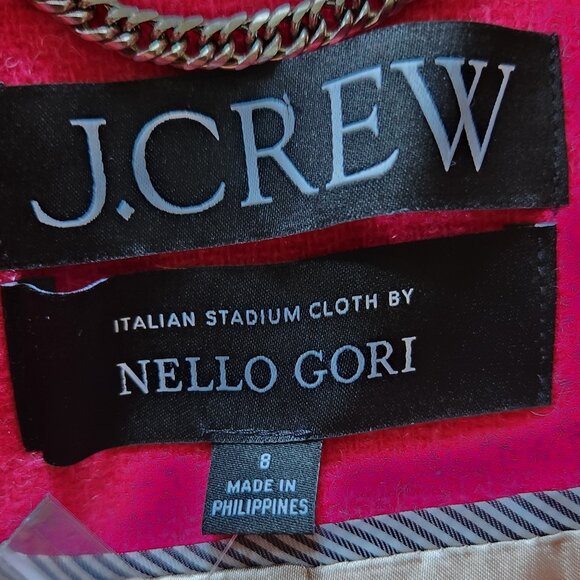 J.CREW
ITALIAN STADIUM CLOTH BY
NELLO GORI
8
MADE IN
PHILIPPINES